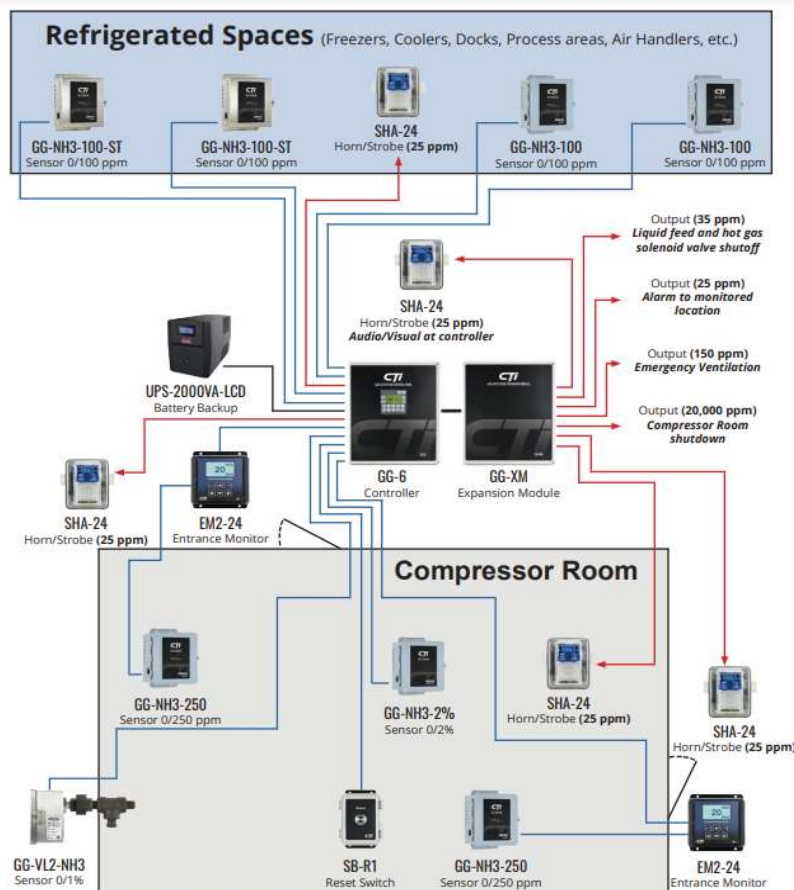 Refrigerated Spaces (Freezers, Coolers, Docks, Process areas, Air Handlers, etc.)
CTi
CTi
CTi
CTi
GG-NH3-100-ST
Sensor 0/100 ppm
GG-NH3-100-ST
Sensor 0/100 ppm
SHA-24
Horn/Strobe (25 ppm)
GG-NH3-100
Sensor 0/100 ppm
GG-NH3-100
Sensor 0/100 ppm
Output (35 ppm)
Liquid feed and hot gas
solenoid valve shutoff
SHA-24
Horn/Strobe (25 ppm)
Audio/Visual at controller
Output (25 ppm)
Alarm to monitored
location
Output (150 ppm)
Emergency Ventilation
UPS-2000VA-LCD
Battery Backup
CTi
CTi
Output (20,000 ppm)
Compressor Room
shutdown
GG-6
Controller
GG-XM
Expansion Module
SHA-24
Horn/Strobe (25 ppm)
20
EM2-24
Entrance Monitor
Compressor Room
CTi
GG-NH3-250
Sensor 0/250 ppm
CTi
GG-NH3-2%
Sensor 0/2%
SHA-24
Horn/Strobe (25 ppm)
SHA-24
Horn/Strobe (25 ppm)
GG-VL2-NH3
Sensor 0/1%
CTi
SB-R1
Reset Switch
CTi
GG-NH3-250
Sensor 0/250 ppm
20
EM2-24
Entrance Monitor